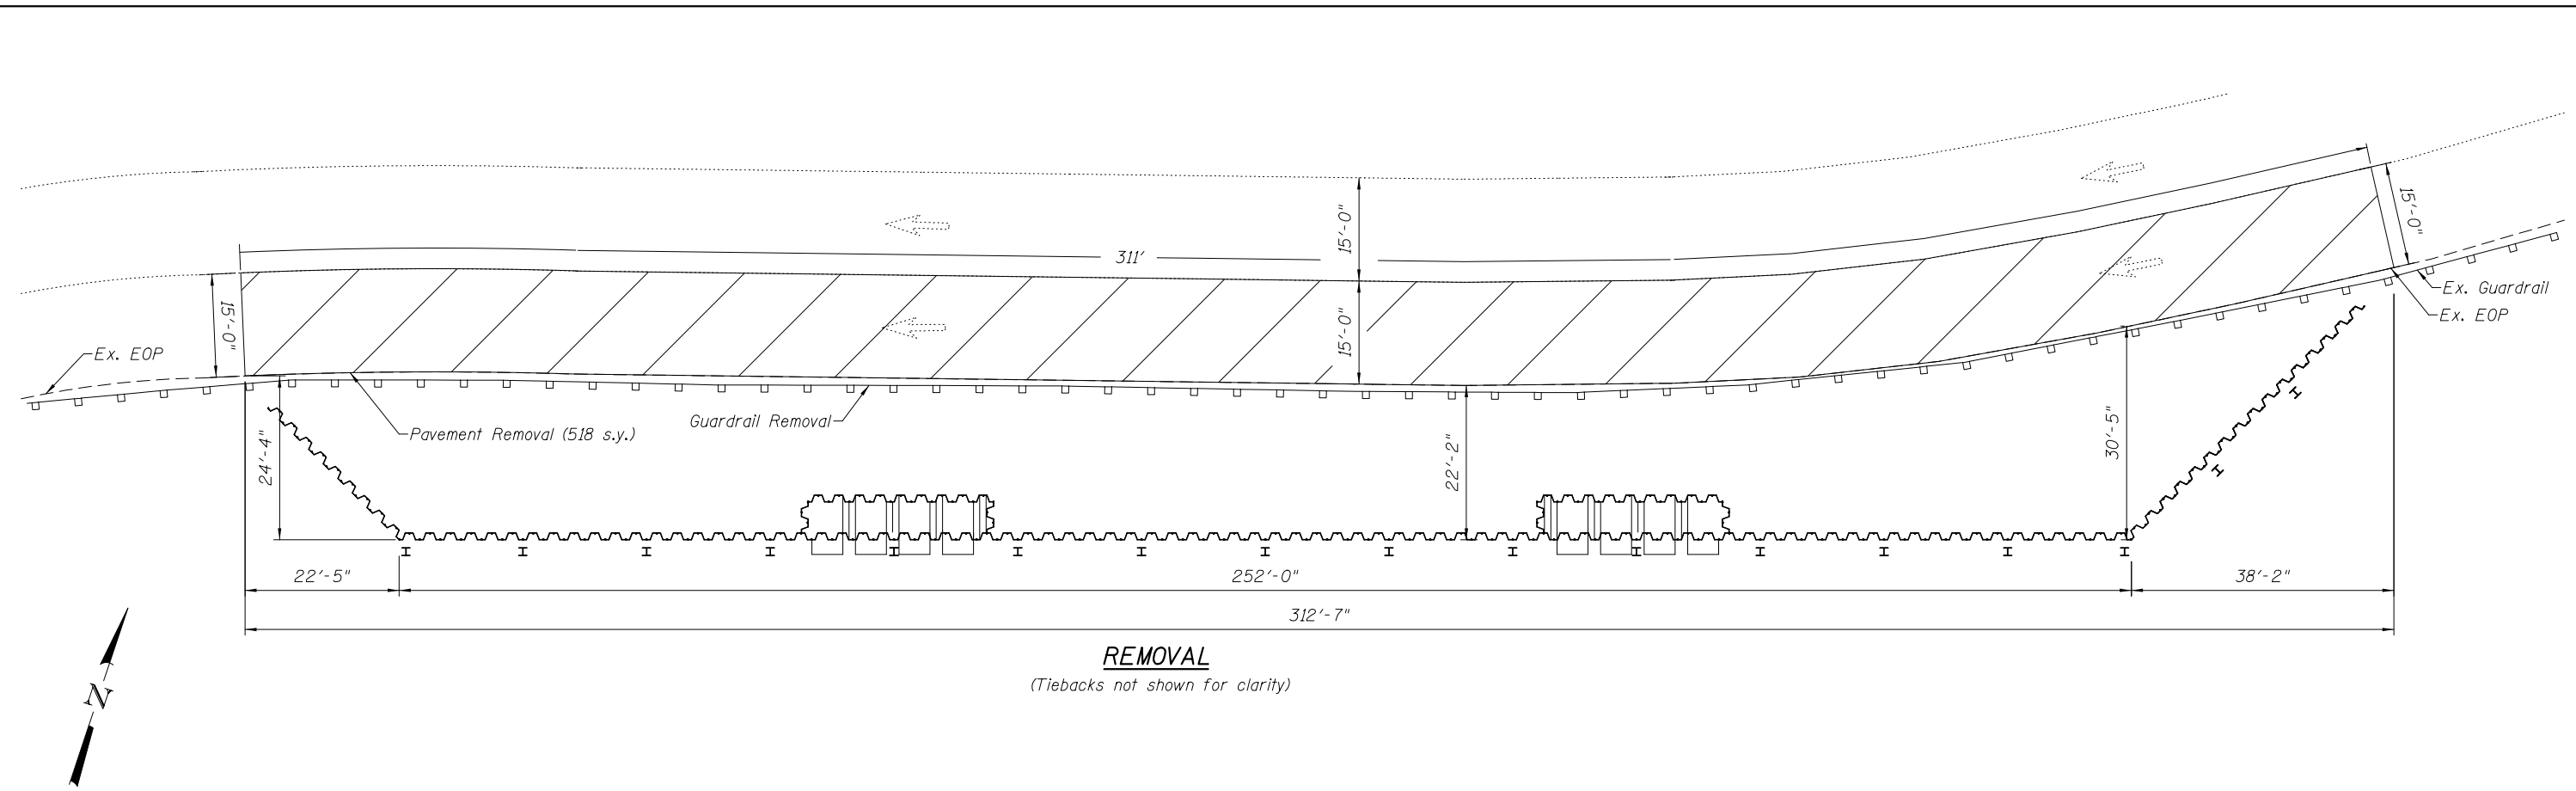 15'-0"
15'-0"
311'
15'-0"
15'-0"
Ex. Guardrail
Ex. EOP
Ex. EOP
Guardrail Removal
Pavement Removal (518 s.y.)
24'-4"
22'-2"
30'-5"
22'-5"
252'-0"
38'-2"
312'-7"
REMOVAL
(Tiebacks not shown for clarity)
N